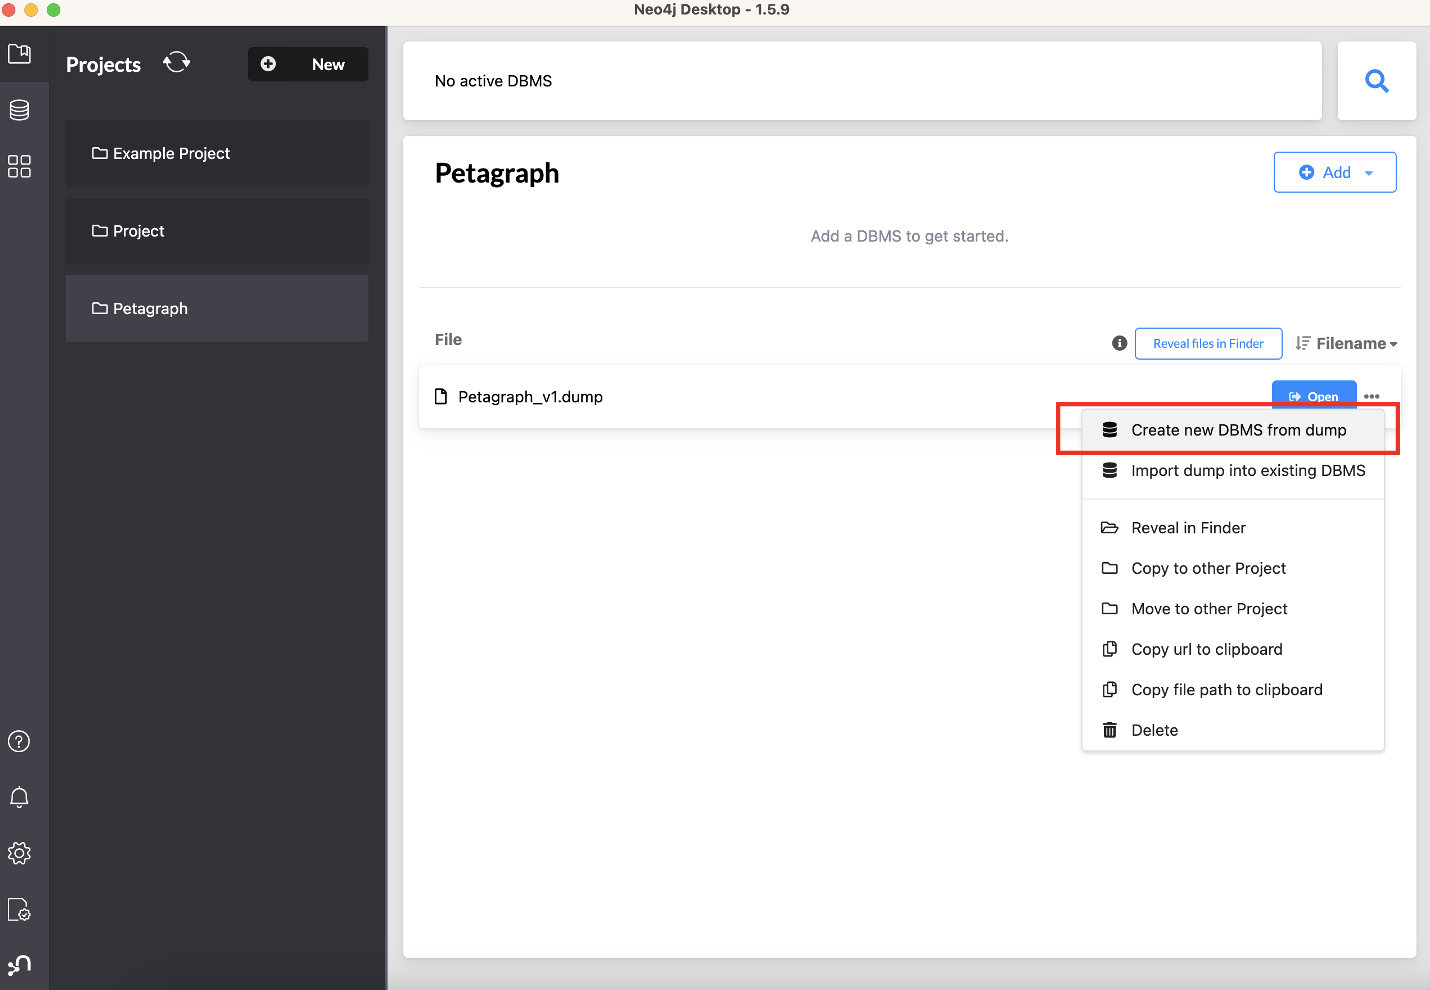 Neo4j Desktop - 1.5.9
Projects
New
Example Project
Project
Petagraph
No active DBMS
Petagraph
Add
Add a DBMS to get started.
File
Reveal files in Finder
Filename
Petagraph_v1.dump
Open
Create new DBMS from dump
Import dump into existing DBMS
Reveal in Finder
Copy to other Project
Move to other Project
Copy url to clipboard
Copy file path to clipboard
Delete